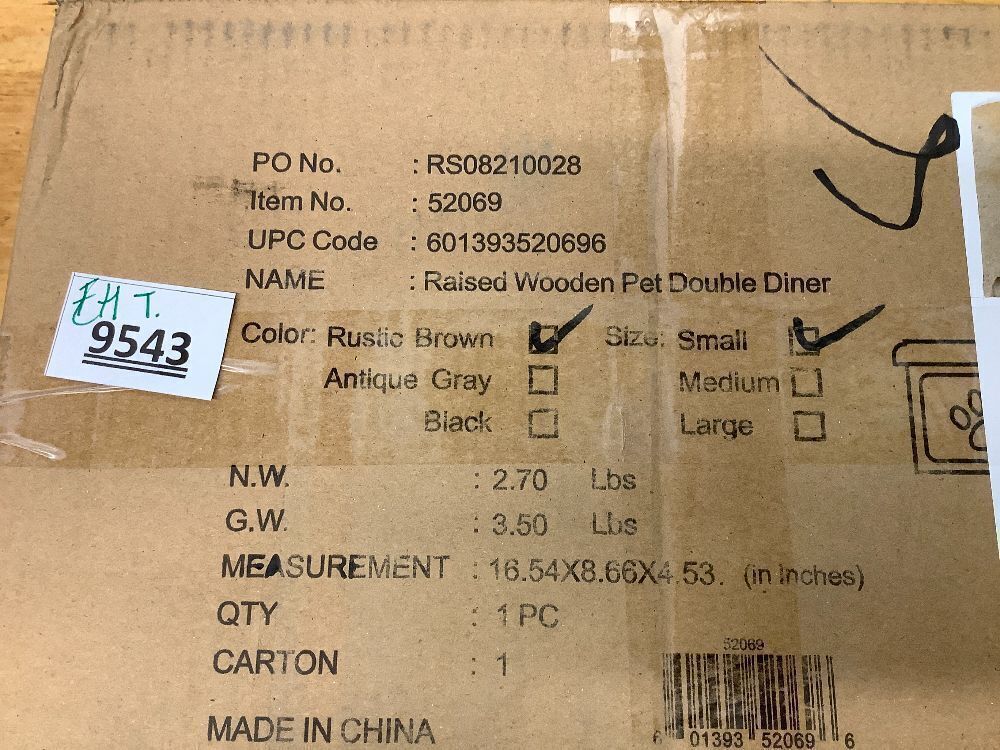 PO No. : RS08210028
Item No. : 52069
UPC Code : 601393520696
NAME : Raised Wooden Pet Double Diner
EH T.
9543
Color: Rustic Brown Size: Small
Antique Gray Medium
Black Large
N.W. : 2.70 Lbs
G.W. : 3.50 Lbs
MEASUREMENT : 16.54X8.66X4.53. (in inches)
QTY : 1 PC
CARTON : 1
52069
MADE IN CHINA
6 01393 52069 6